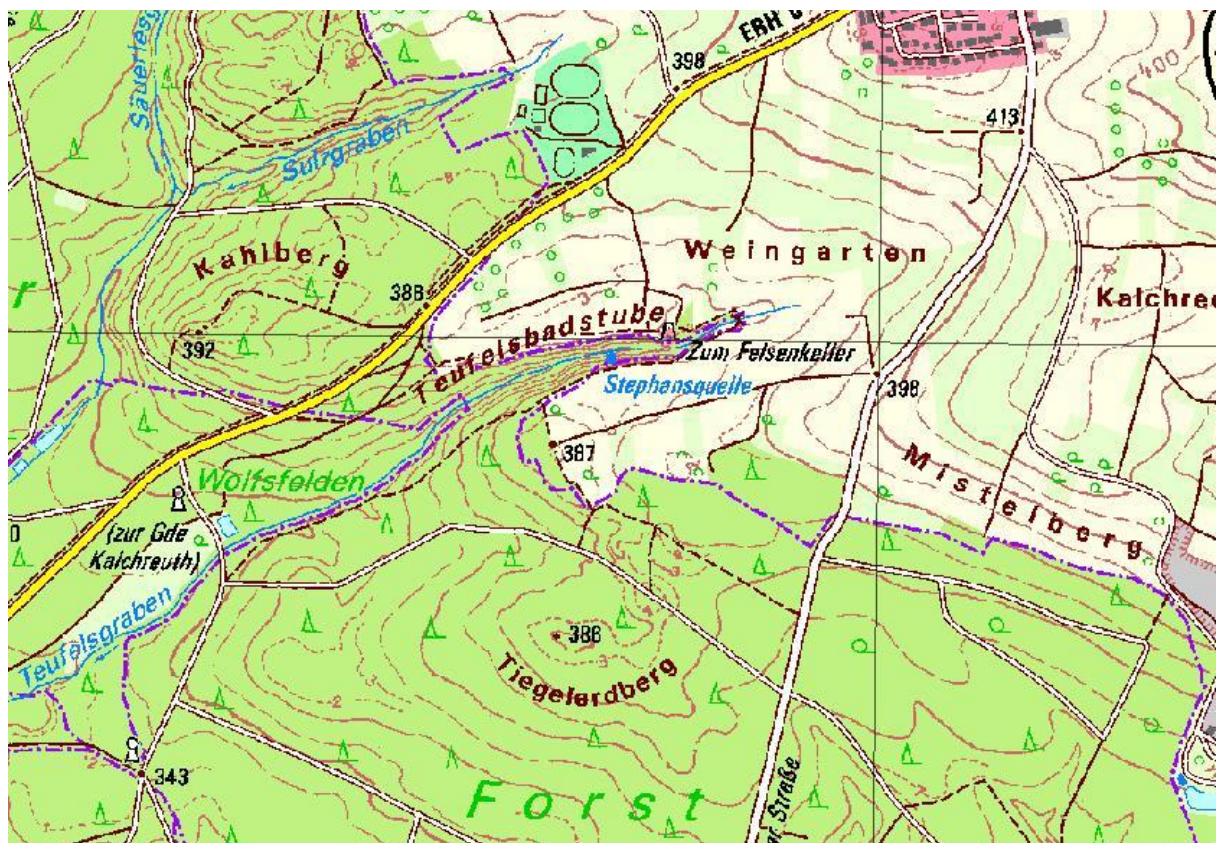 ERH
398
400
Säuerlesg
413
Sulzgraben
Kahlberg
Weingarten
388
Kalchreu
392
Teufelsbadstube
Zum Felsenkeller
Stephansquelle
398
387
Mistelberg
Wolfsfelden
(zur Gde
Kalchreuth)
Teufelsgraben
386
Tiegelerdberg
343
Forst
Straße